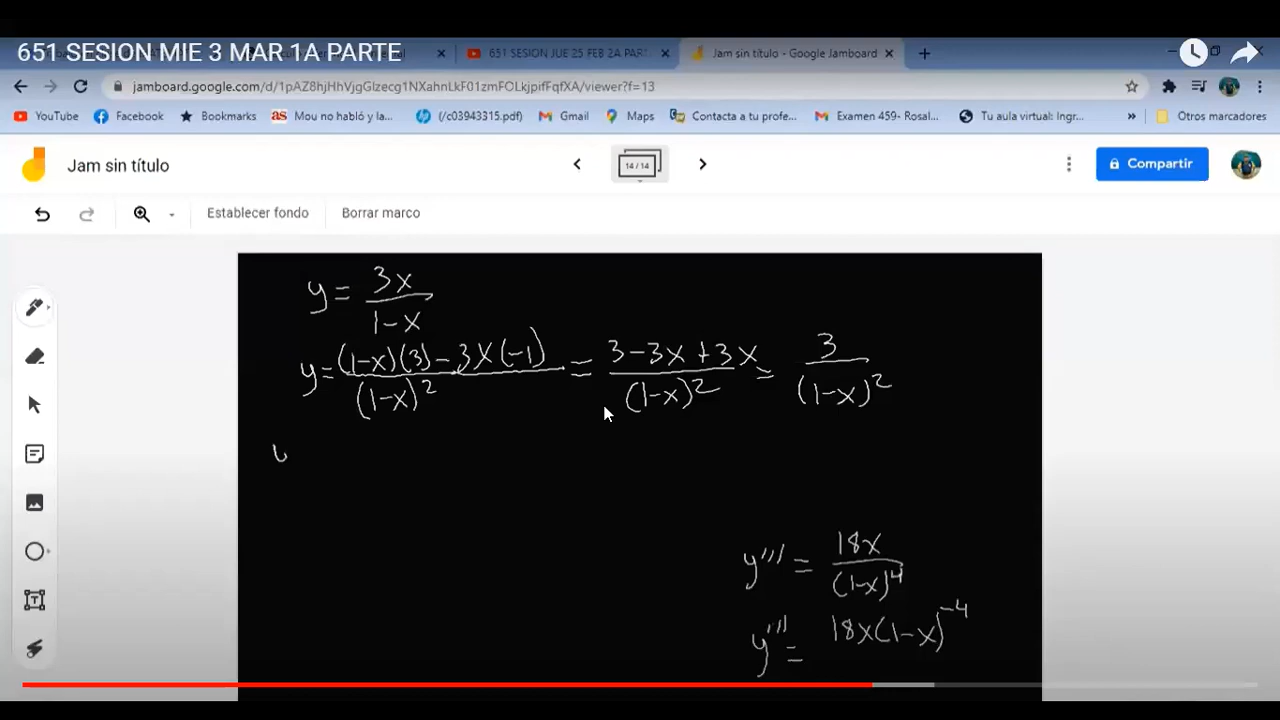 651 SESION MIE 3 MAR 1A PARTE
651 SESION JUE 25 FEB 2A PAR
Jam sin título - Google Jamboard
jamboard.google.com/d/1pAZ8hjHhVjgGlzecg1NXahnLkF01zmFOLkjpifFqfXA/viewer?f=13
YouTube Facebook Bookmarks Mou no habló y la... (/c03943315.pdf) Gmail Maps Contacta a tu profe... Examen 459- Rosal... Tu aula virtual: Ingr... » Otros marcadores
Jam sin título
14 / 14
Compartir
Establecer fondo Borrar marco
y = 3x / 1-x
y = (1-x)(3) - 3x(-1) / (1-x)² = 3-3x+3x / (1-x)² = 3 / (1-x)²
y''' = 18x / (1-x)⁴
y''' = 18x(1-x)⁻⁴